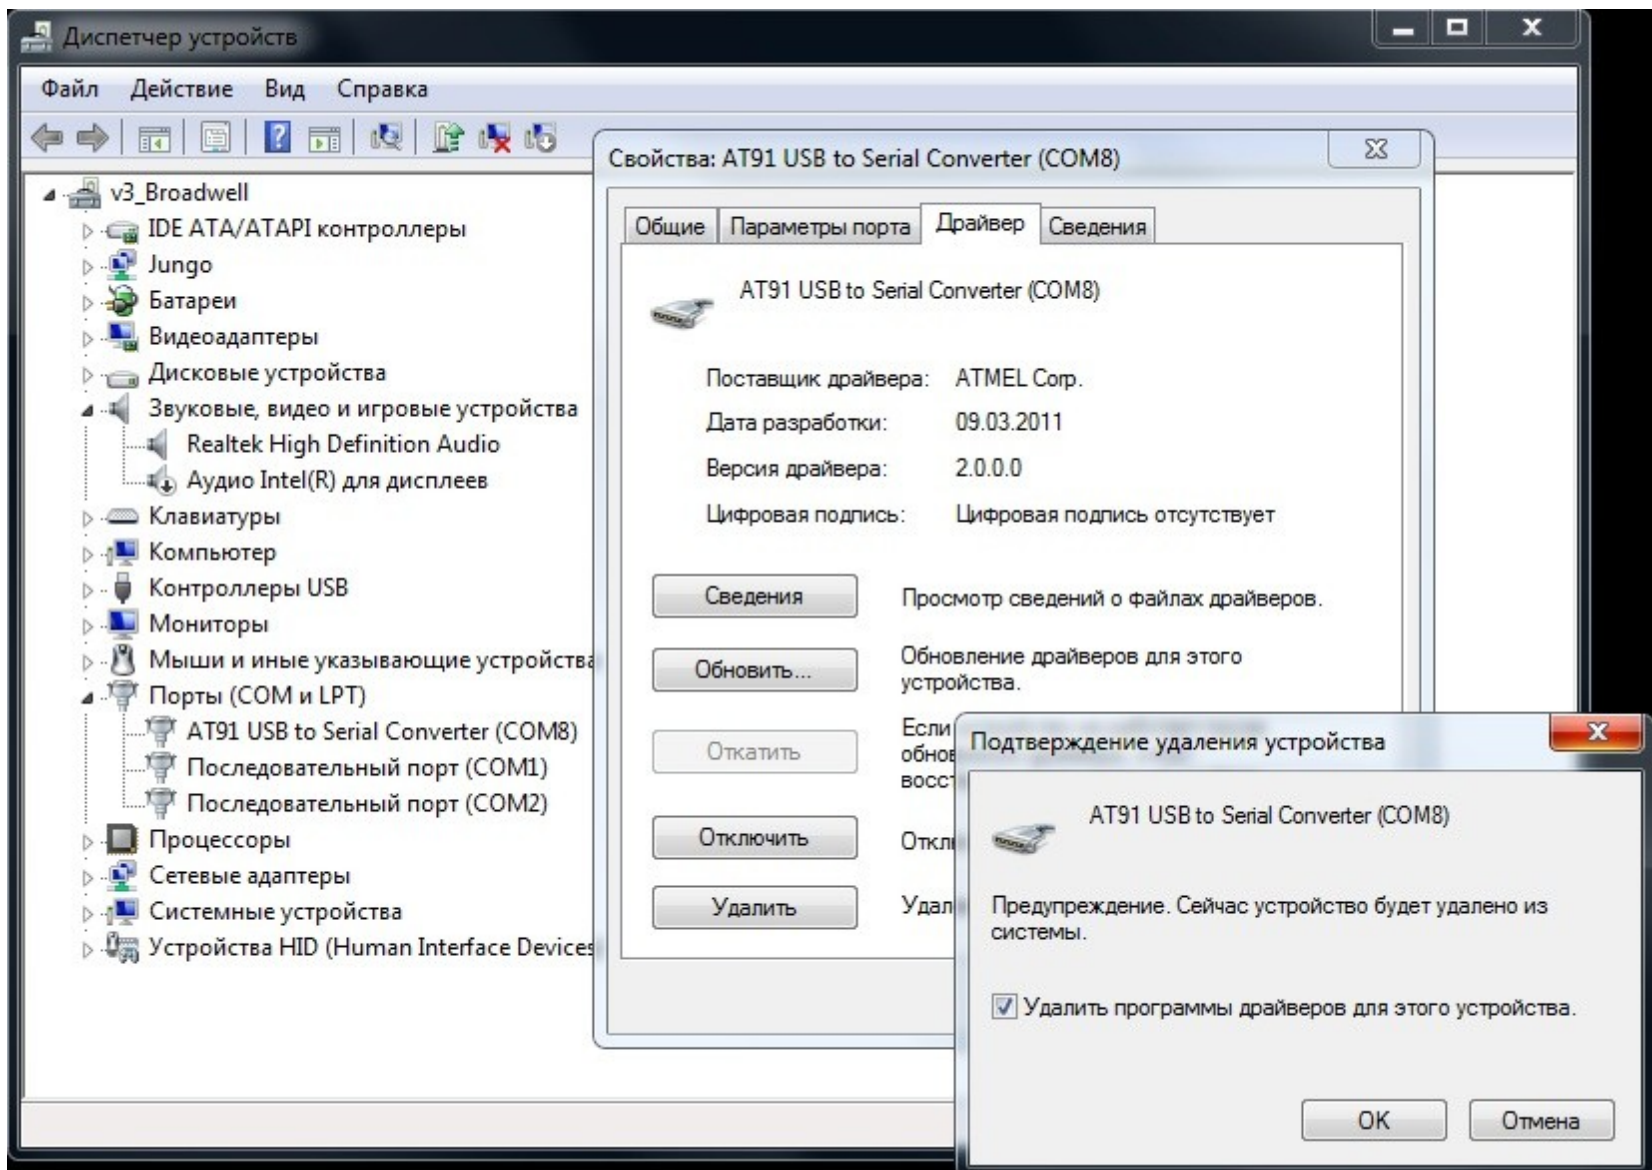 Диспетчер устройств
Файл Действие Вид Справка
v3_Broadwell
IDE ATA/ATAPI контроллеры
Jungo
Батареи
Видеоадаптеры
Дисковые устройства
Звуковые, видео и игровые устройства
Realtek High Definition Audio
Аудио Intel(R) для дисплеев
Клавиатуры
Компьютер
Контроллеры USB
Мониторы
Мыши и иные указывающие устройства
Порты (COM и LPT)
AT91 USB to Serial Converter (COM8)
Последовательный порт (COM1)
Последовательный порт (COM2)
Процессоры
Сетевые адаптеры
Системные устройства
Устройства HID (Human Interface Devices
Свойства: AT91 USB to Serial Converter (COM8)
Общие Параметры порта Драйвер Сведения
AT91 USB to Serial Converter (COM8)
Поставщик драйвера: ATMEL Corp.
Дата разработки: 09.03.2011
Версия драйвера: 2.0.0.0
Цифровая подпись: Цифровая подпись отсутствует
Сведения Просмотр сведений о файлах драйверов.
Обновить... Обновление драйверов для этого
устройства.
Откатить Если
Отключить
Удалить
Подтверждение удаления устройства
AT91 USB to Serial Converter (COM8)
Предупреждение. Сейчас устройство будет удалено из
системы.
Удалить программы драйверов для этого устройства.
OK Отмена